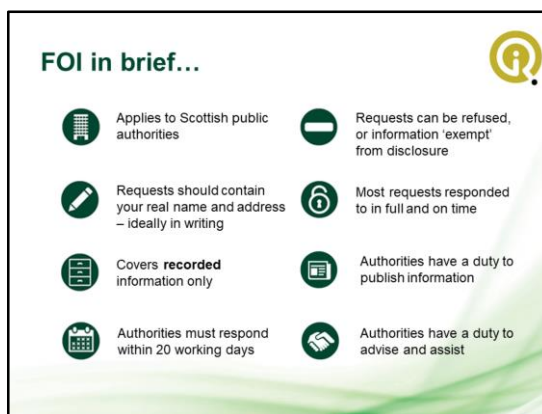 FOI in brief…
Applies to Scottish public
authorities
Requests should contain
your real name and address
– ideally in writing
Covers recorded
information only
Authorities must respond
within 20 working days
Requests can be refused,
or information ‘exempt’
from disclosure
Most requests responded
to in full and on time
Authorities have a duty to
publish information
Authorities have a duty to
advise and assist